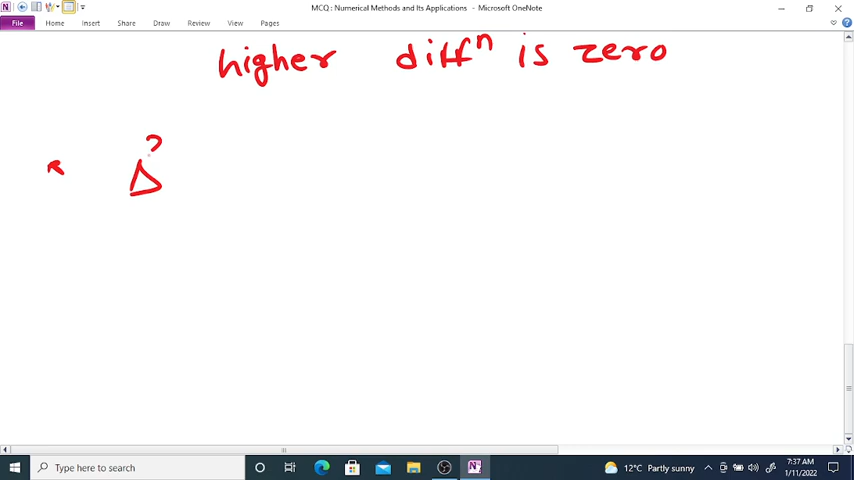 MCQ : Numerical Methods and Its Applications - Microsoft OneNote
File Home Insert Share Draw Review View Pages
higher diffⁿ is zero
Δ
Type here to search
12°C Partly sunny
7:37 AM
1/11/2022